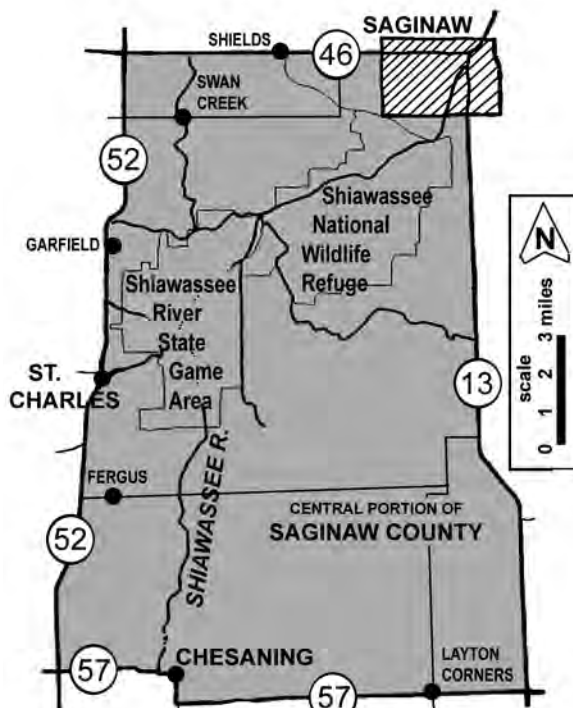 SAGINAW
SHIELDS
46
SWAN
CREEK
52
Shiawassee
National
Wildlife
Refuge
GARFIELD
N
Shiawassee
River
State
Game
Area
ST.
CHARLES
13
scale
0 1 2 3 miles
FERGUS
SHIAWASSEE R.
CENTRAL PORTION OF
SAGINAW COUNTY
52
57
CHESANING
LAYTON
CORNERS
57